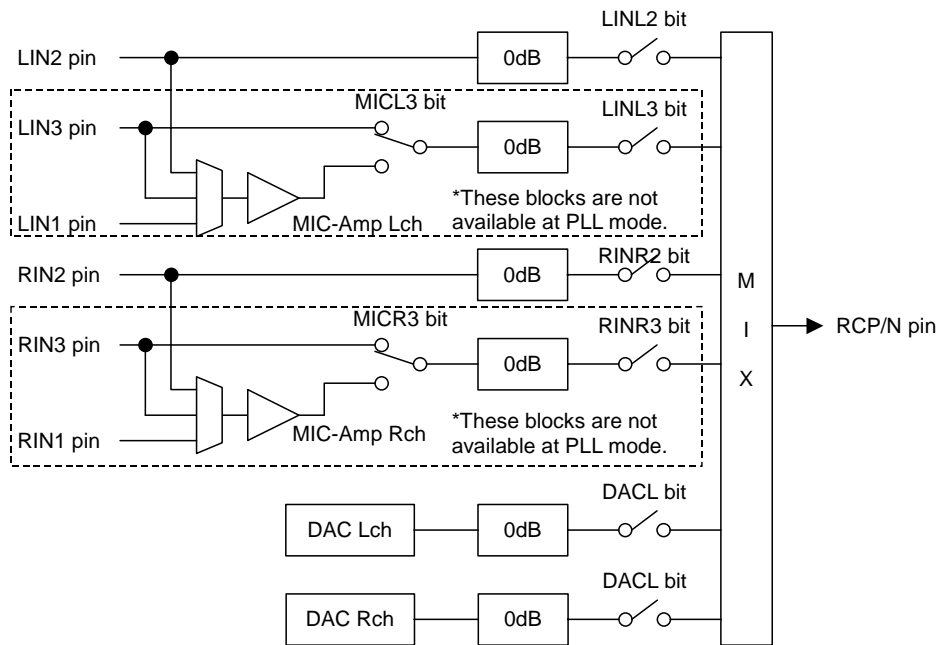 LINL2 bit
LIN2 pin
0dB
MICL3 bit
LINL3 bit
LIN3 pin
0dB
*These blocks are not
available at PLL mode.
LIN1 pin
MIC-Amp Lch
RINR2 bit
RIN2 pin
0dB
MICR3 bit
RINR3 bit
RIN3 pin
0dB
*These blocks are not
available at PLL mode.
RIN1 pin
MIC-Amp Rch
M
I
X
RCP/N pin
DACL bit
DAC Lch
0dB
DACL bit
DAC Rch
0dB